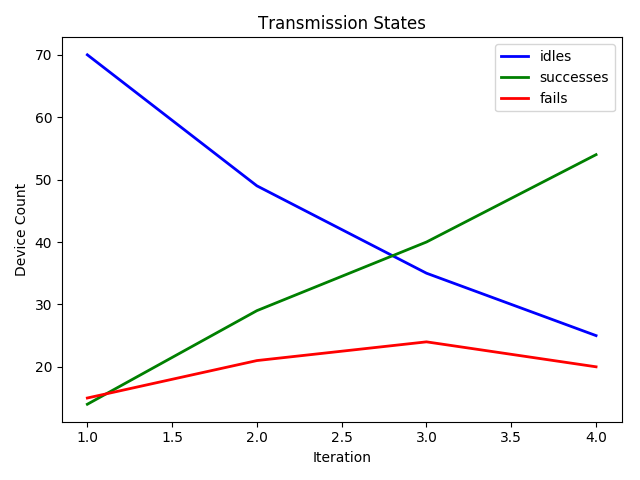 Transmission States
idles
successes
fails
Device Count
70
60
50
40
30
20
1.0 1.5 2.0 2.5 3.0 3.5 4.0
Iteration